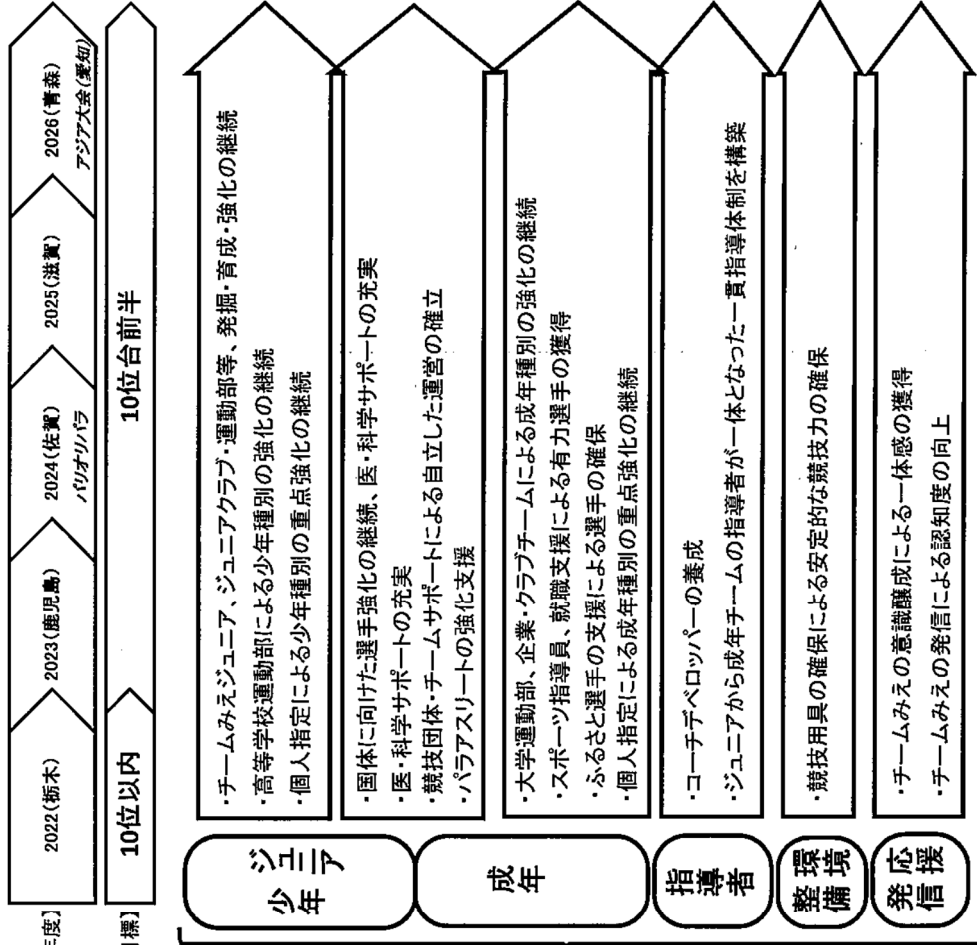 度】
2022(栃木)
2023(鹿児島)
2024(佐賀)
パリオリパラ
2025(滋賀)
2026(青森)
アジア大会(愛知)
標】
10位以内
10位台前半
ジュニア
少年
・チームみえジュニア、ジュニアクラブ・運動部等、発掘・育成・強化の継続
・高等学校運動部による少年種別の強化の継続
・個人指定による少年種別の重点強化の継続
・国体に向けた選手強化の継続、医・科学サポートの充実
・医・科学サポートの充実
・競技団体・チームサポートによる自立した運営の確立
・パラアスリートの強化支援
成年
・大学運動部、企業・クラブチームによる成年種別の強化の継続
・スポーツ指導員、就職支援による有力選手の獲得
・ふるさと選手の支援による選手の確保
・個人指定による成年種別の重点強化の継続
指導者
・コーチデベロッパーの養成
・ジュニアから成年チームの指導者が一体となった一貫指導体制を構築
環境
整備
・競技用具の確保による安定的な競技力の確保
応援
発信
・チームみえの意識醸成による一体感の獲得
・チームみえの発信による認知度の向上